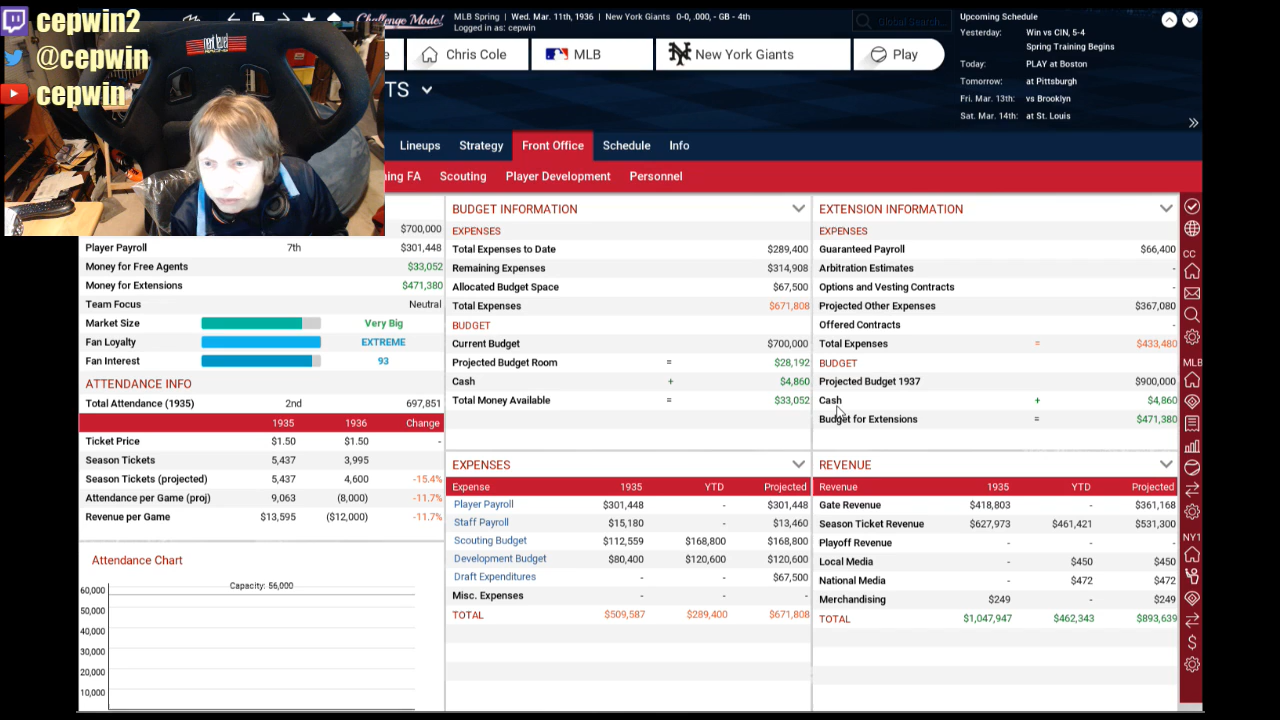 cepwin2
@cepwin
cepwin
next level
Challenge Mode!
MLB Spring | Wed. Mar. 11th, 1936 | New York Giants 0-0, .000, - GB - 4th
Logged in as: cepwin
Global Search...
Upcoming Schedule
Yesterday: Win vs CIN, 5-4
Spring Training Begins
Today: PLAY at Boston
Tomorrow: at Pittsburgh
Fri. Mar. 13th: vs Brooklyn
Sat. Mar. 14th: at St. Louis
e Chris Cole MLB New York Giants Play
TS
Lineups Strategy Front Office Schedule Info
ning FA Scouting Player Development Personnel
$700,000
Player Payroll 7th $301,448
Money for Free Agents $33,052
Money for Extensions $471,380
Team Focus Neutral
Market Size Very Big
Fan Loyalty EXTREME
Fan Interest 93
ATTENDANCE INFO
Total Attendance (1935) 2nd 697,851
1935 1936 Change
Ticket Price $1.50 $1.50 -
Season Tickets 5,437 3,995
Season Tickets (projected) 5,437 4,600 -15.4%
Attendance per Game (proj) 9,063 (8,000) -11.7%
Revenue per Game $13,595 ($12,000) -11.7%
Attendance Chart
Capacity: 56,000
60,000
50,000
40,000
30,000
20,000
10,000
BUDGET INFORMATION
EXPENSES
Total Expenses to Date $289,400
Remaining Expenses $314,908
Allocated Budget Space $67,500
Total Expenses $671,808
BUDGET
Current Budget $700,000
Projected Budget Room = $28,192
Cash + $4,860
Total Money Available = $33,052
EXTENSION INFORMATION
EXPENSES
Guaranteed Payroll $66,400
Arbitration Estimates -
Options and Vesting Contracts -
Projected Other Expenses $367,080
Offered Contracts -
Total Expenses = $433,480
BUDGET
Projected Budget 1937 $900,000
Cash + $4,860
Budget for Extensions = $471,380
EXPENSES
Expense 1935 YTD Projected
Player Payroll $301,448 - $301,448
Staff Payroll $15,180 - $13,460
Scouting Budget $112,559 $168,800 $168,800
Development Budget $80,400 $120,600 $120,600
Draft Expenditures - - $67,500
Misc. Expenses - - -
TOTAL $509,587 $289,400 $671,808
REVENUE
Revenue 1935 YTD Projected
Gate Revenue $418,803 - $361,168
Season Ticket Revenue $627,973 $461,421 $531,300
Playoff Revenue - - -
Local Media - $450 $450
National Media - $472 $472
Merchandising $249 - $249
TOTAL $1,047,947 $462,343 $893,639
CC
MLB
NY1